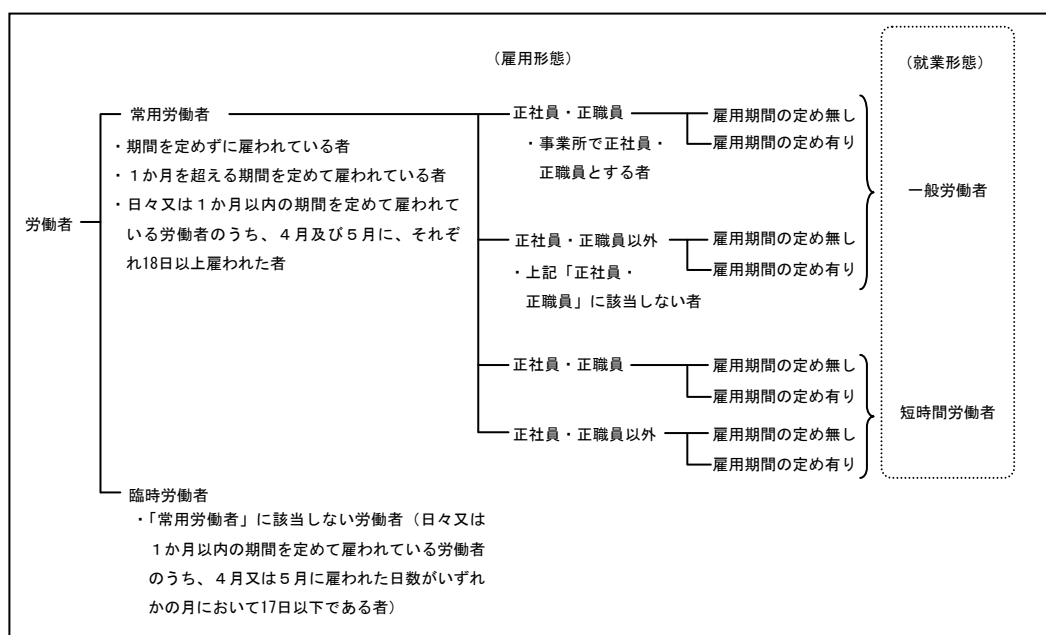 （雇用形態）
（就業形態）
労働者
常用労働者
・期間を定めずに雇われている者
・１か月を超える期間を定めて雇われている者
・日々又は１か月以内の期間を定めて雇われて
いる労働者のうち、４月及び５月に、それぞ
れ18日以上雇われた者
正社員・正職員
・事業所で正社員・
正職員とする者
雇用期間の定め無し
雇用期間の定め有り
正社員・正職員以外
・上記「正社員・
正職員」に該当しない者
雇用期間の定め無し
雇用期間の定め有り
一般労働者
正社員・正職員
雇用期間の定め無し
雇用期間の定め有り
正社員・正職員以外
雇用期間の定め無し
雇用期間の定め有り
短時間労働者
臨時労働者
・「常用労働者」に該当しない労働者（日々又は
１か月以内の期間を定めて雇われている労働者
のうち、４月又は５月に雇われた日数がいずれ
かの月において17日以下である者）